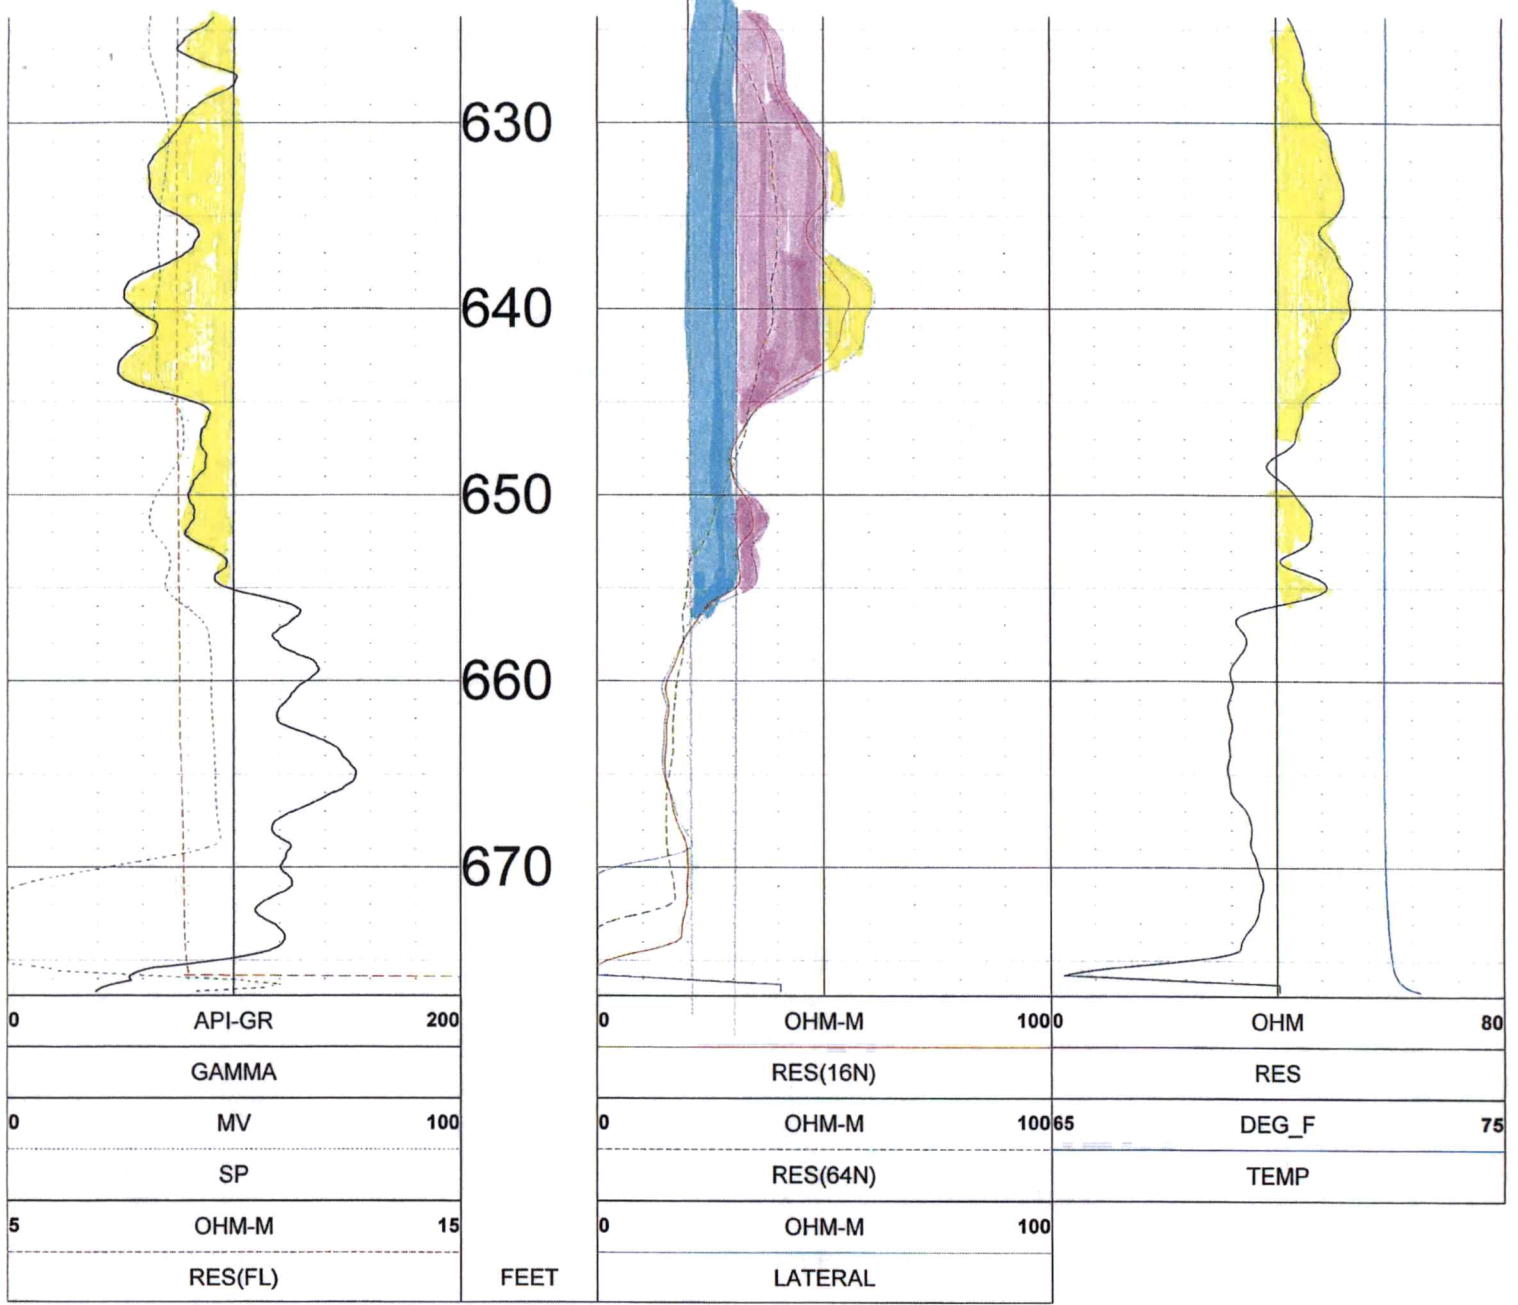 630
640
650
660
670
0 API-GR 200 0 OHM-M 100 0 OHM 80
GAMMA RES(16N) RES
0 MV 100 0 OHM-M 100 65 DEG_F 75
SP RES(64N) TEMP
5 OHM-M 15 0 OHM-M 100
RES(FL) FEET LATERAL